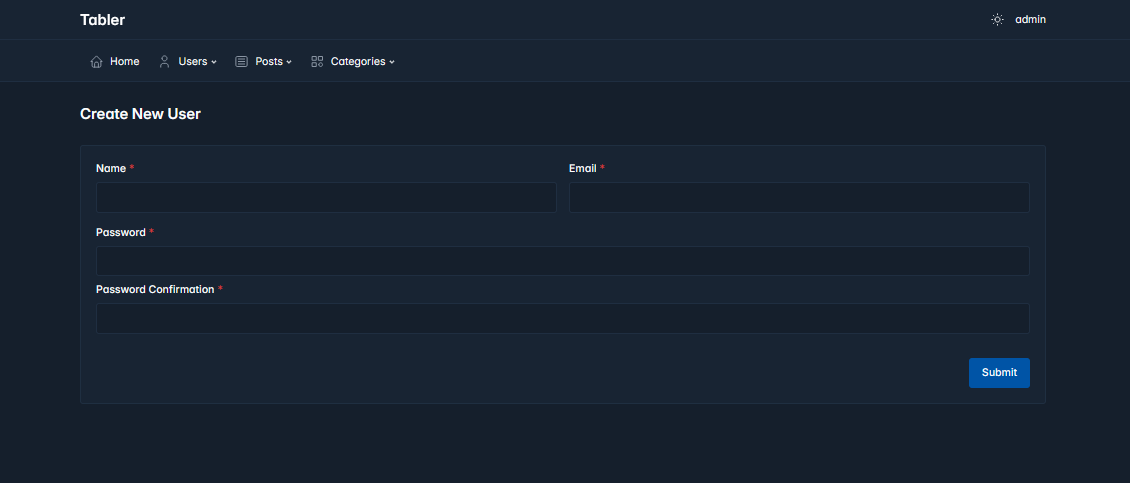 Tabler admin
Home Users Posts Categories
Create New User
Name * Email *
Password *
Password Confirmation *
Submit